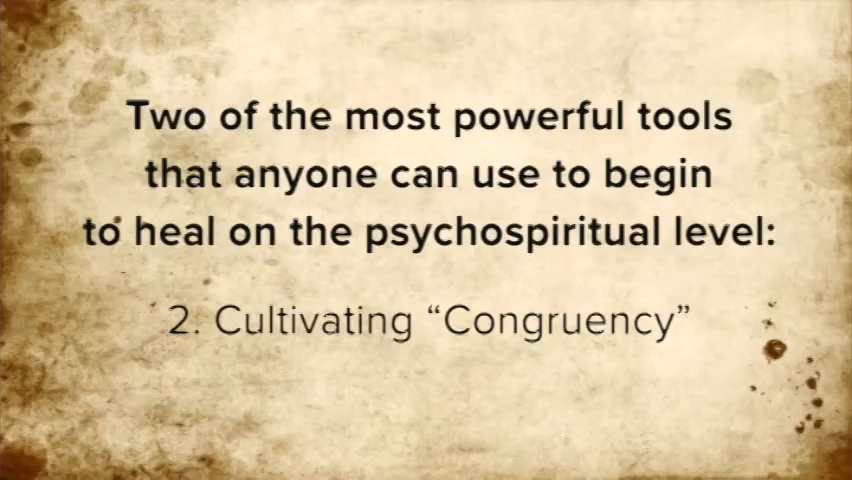 Two of the most powerful tools
that anyone can use to begin
to heal on the psychospiritual level:
2. Cultivating “Congruency”